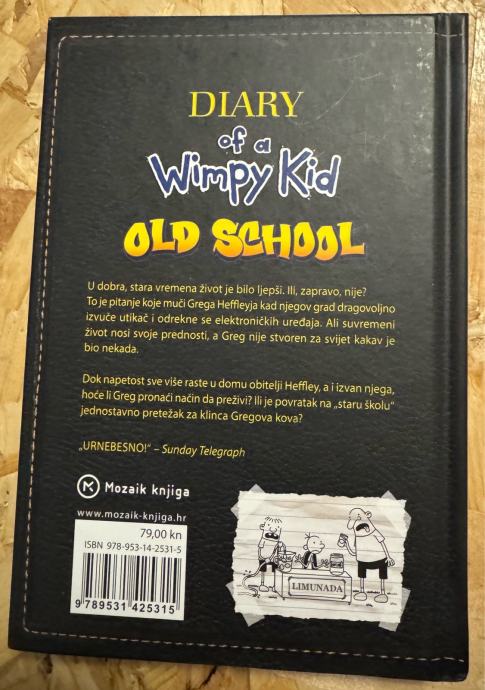 DIARY
of a
Wimpy Kid
OLD SCHOOL
U dobra, stara vremena život je bilo ljepši. Ili, zapravo, nije?
To je pitanje koje muči Grega Heffleyja kad njegov grad dragovoljno
izvuče utikač i odrekne se elektroničkih uređaja. Ali suvremeni
život nosi svoje prednosti, a Greg nije stvoren za svijet kakav je
bio nekada.
Dok napetost sve više raste u domu obitelji Heffley, a i izvan njega,
hoće li Greg pronaći način da preživi? Ili je povratak na „staru školu“
jednostavno pretežak za klinca Gregova kova?
„URNEBESNO!“ – Sunday Telegraph
Mozaik knjiga
www.mozaik-knjiga.hr
79,00 kn
ISBN 978-953-14-2531-5
9 789531 425315
LIMUNADA